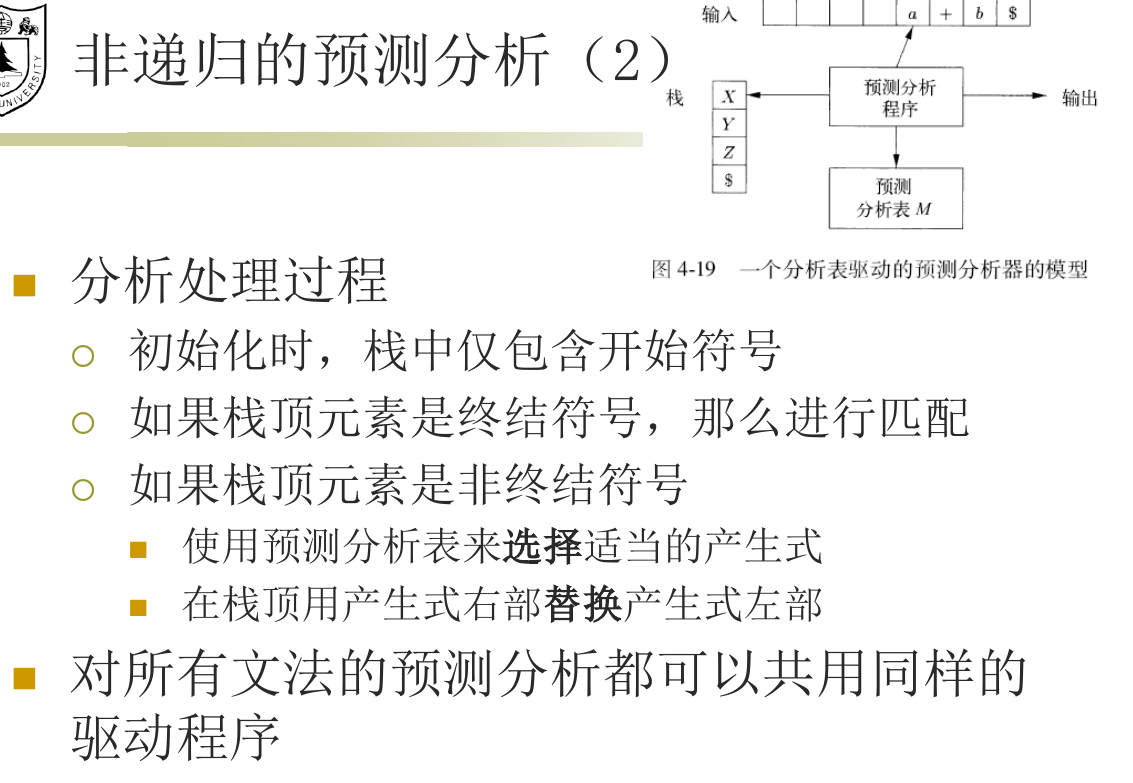 非递归的预测分析（2）
输入
a + b $
栈
X
Y
Z
$
预测分析
程序
输出
预测
分析表 M
图 4-19 一个分析表驱动的预测分析器的模型
分析处理过程
初始化时，栈中仅包含开始符号
如果栈顶元素是终结符号，那么进行匹配
如果栈顶元素是非终结符号
使用预测分析表来选择适当的产生式
在栈顶用产生式右部替换产生式左部
对所有文法的预测分析都可以共用同样的
驱动程序